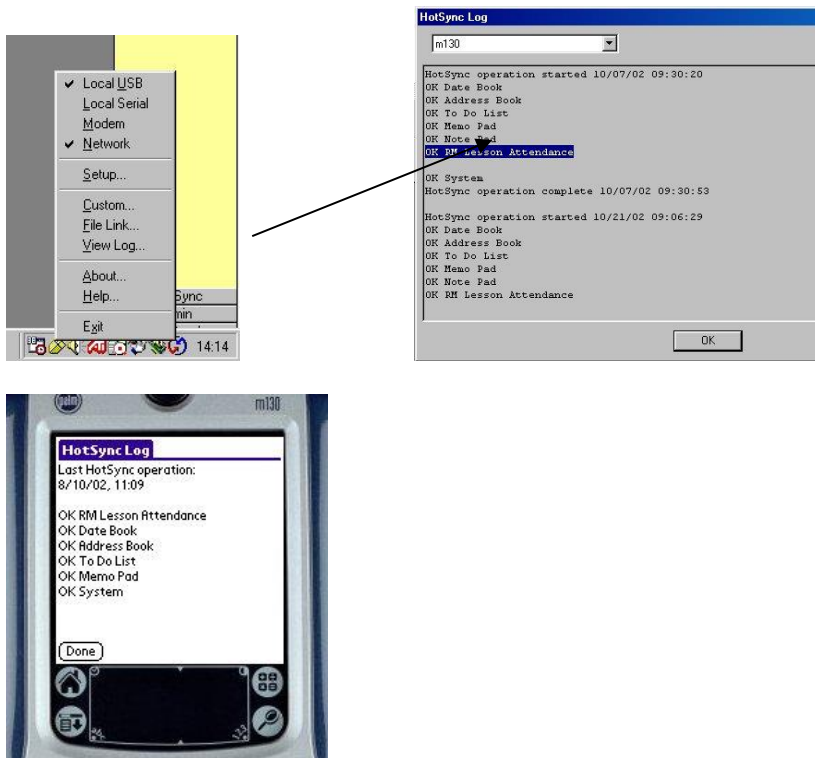 Local USB
Local Serial
Modem
Network
Setup...
Custom...
File Link...
View Log...
About...
Help...
Exit
Sync
min
14:14
HotSync Log
m130
HotSync operation started 10/07/02 09:30:20
OK Date Book
OK Address Book
OK To Do List
OK Memo Pad
OK Note Pad
OK RM Lesson Attendance
OK System
HotSync operation complete 10/07/02 09:30:53
HotSync operation started 10/21/02 09:06:29
OK Date Book
OK Address Book
OK To Do List
OK Memo Pad
OK Note Pad
OK RM Lesson Attendance
OK
palm
m130
HotSync Log
Last HotSync operation:
8/10/02, 11:09
OK RM Lesson Attendance
OK Date Book
OK Address Book
OK To Do List
OK Memo Pad
OK System
Done